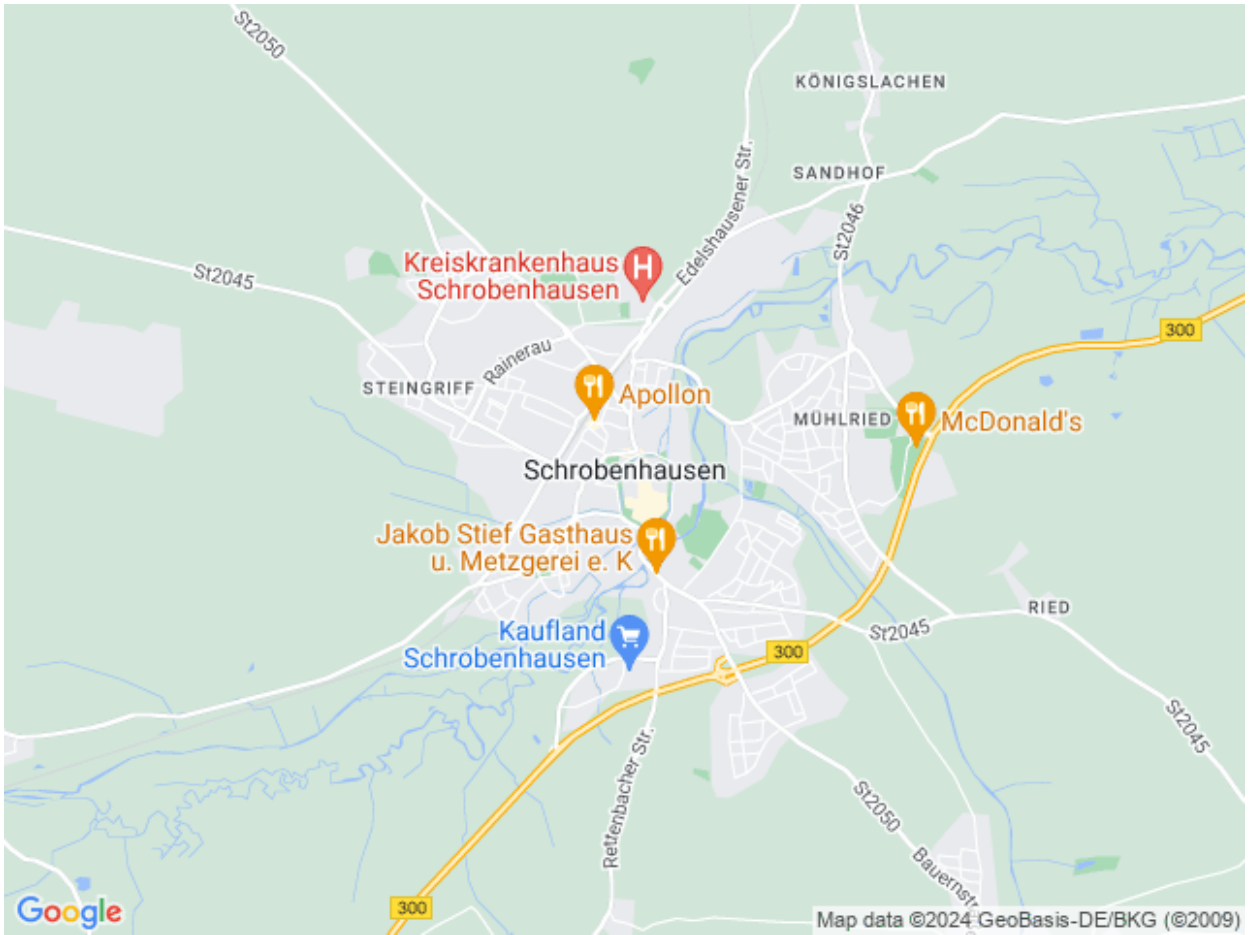 St2050
KÖNIGSLACHEN
SANDHOF
Edelshausener Str.
St2046
Kreiskrankenhaus
Schrobenhausen
St2045
300
Rainerau
STEINGRIFF
Apollon
MÜHLRIED
McDonald's
Schrobenhausen
Jakob Stief Gasthaus
u. Metzgerei e. K
RIED
St2045
Kaufland
Schrobenhausen
300
St2045
Rettenbacher Str.
St2050
300
Google
Map data ©2024 GeoBasis-DE/BKG (©2009)